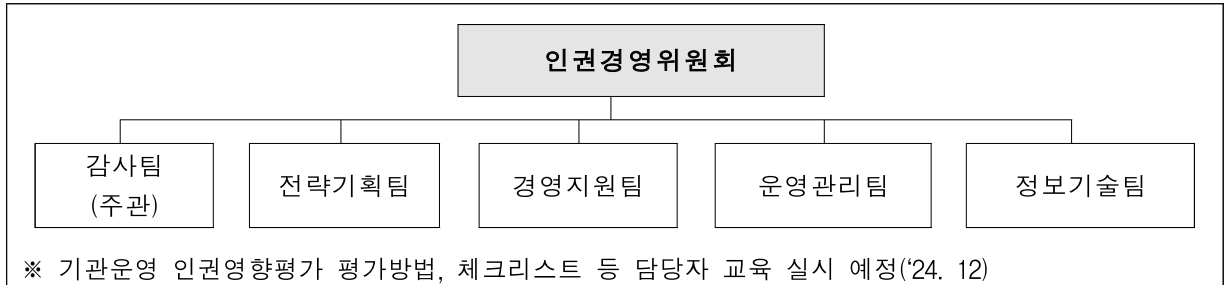 인권경영위원회
감사팀
(주관)
전략기획팀
경영지원팀
운영관리팀
정보기술팀
※ 기관운영 인권영향평가 평가방법, 체크리스트 등 담당자 교육 실시 예정(‘24. 12)